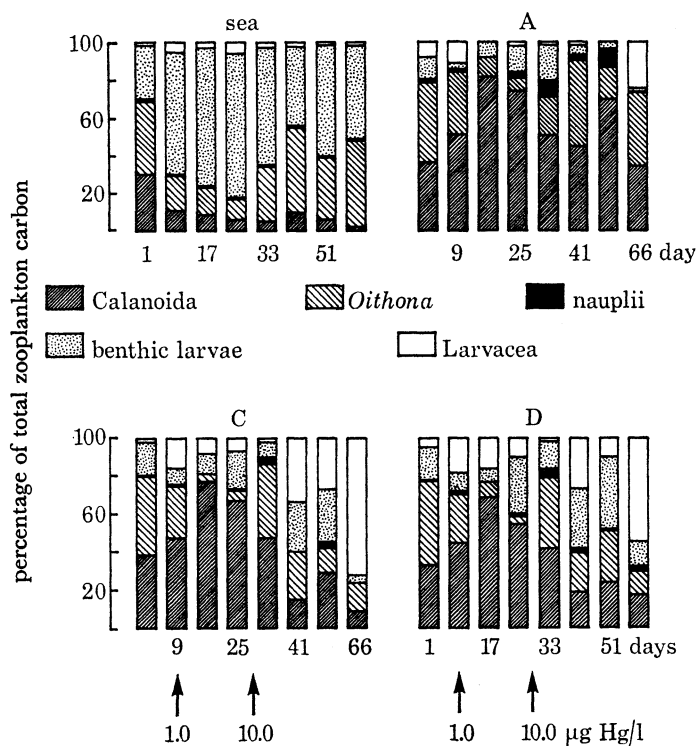 sea A
100
60
20
1 17 33 51
100
60
20
9 25 41 66 day
Calanoida Oithona nauplii
benthic larvae Larvacea
percentage of total zooplankton carbon
C D
100
60
20
9 25 41 66
100
60
20
1 17 33 51 days
1.0 10.0 1.0 10.0 μg Hg/l